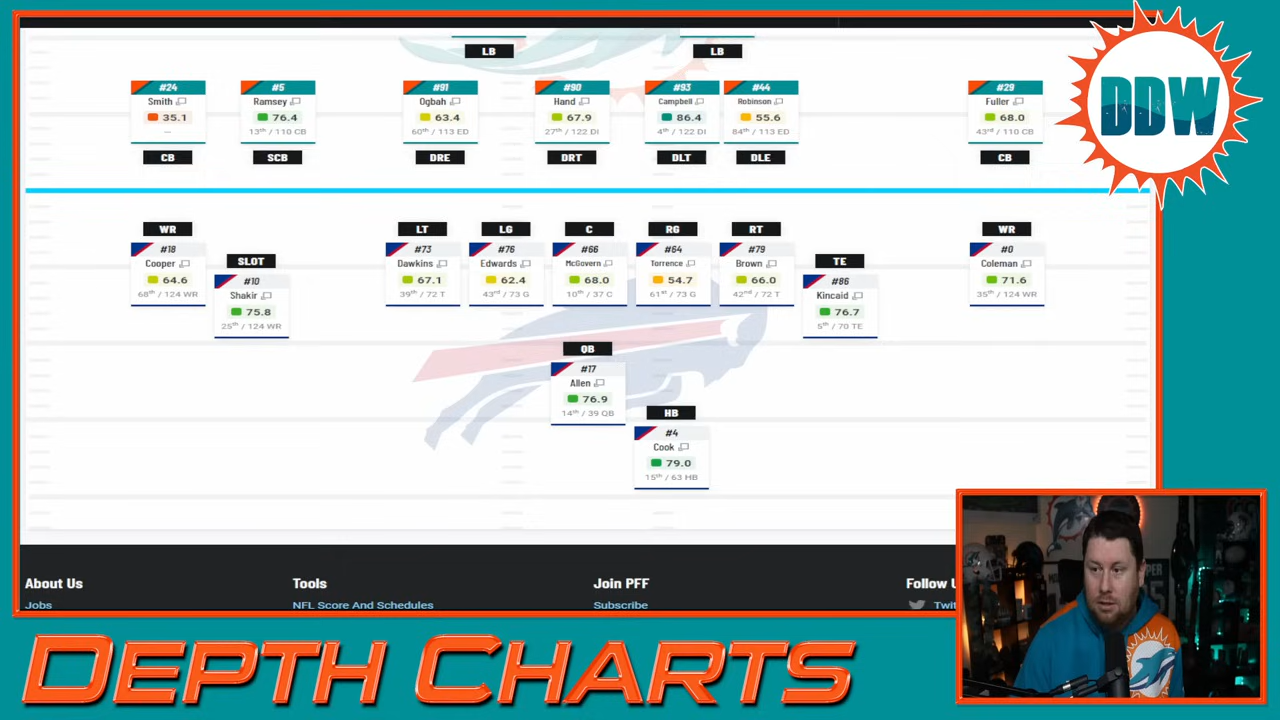 LB LB
#24 #5 #91 #90 #93 #44 #29
Smith Ramsey Ogbah Hand Campbell Robinson Fuller
35.1 76.4 63.4 67.9 86.4 55.6 68.0
— 13th / 110 CB 60th / 113 ED 27th / 122 DI 4th / 122 DI 84th / 113 ED 43rd / 110 CB
CB SCB DRE DRT DLT DLE CB
DDW
WR LT LG C RG RT WR
#18 #73 #76 #66 #64 #79 #0
Cooper Dawkins Edwards McGovern Torrence Brown Coleman
64.6 67.1 62.4 68.0 54.7 66.0 71.6
68th / 124 WR 39th / 72 T 43rd / 73 G 10th / 37 C 61st / 73 G 42nd / 72 T 35th / 124 WR
SLOT TE
#10 #86
Shakir Kincaid
75.8 76.7
25th / 124 WR 5th / 70 TE
QB
#17
Allen
76.9
14th / 39 QB
HB
#4
Cook
79.0
15th / 63 HB
About Us Tools Join PFF Follow
Jobs NFL Score And Schedules Subscribe
DEPTH CHARTS